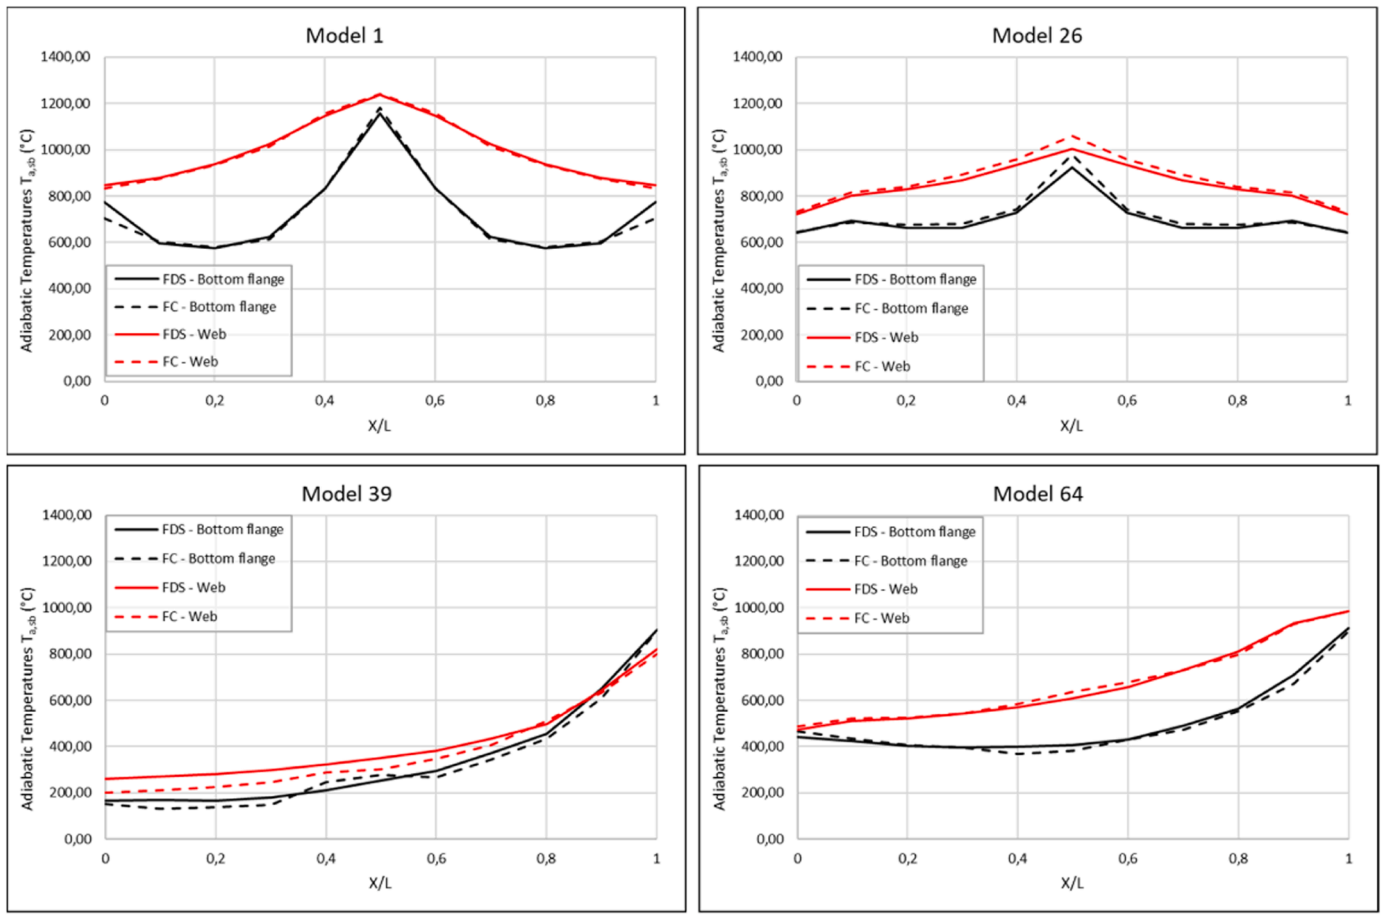 Model 1
1400,00
1200,00
1000,00
800,00
600,00
400,00
200,00
0,00
Adiabatic Temperatures Ta,sb (°C)
FDS - Bottom flange
FC - Bottom flange
FDS - Web
FC - Web
0 0,2 0,4 0,6 0,8 1
X/L
Model 26
1400,00
1200,00
1000,00
800,00
600,00
400,00
200,00
0,00
Adiabatic Temperatures Ta,sb (°C)
FDS - Bottom flange
FC - Bottom flange
FDS - Web
FC - Web
0 0,2 0,4 0,6 0,8 1
X/L
Model 39
1400,00
1200,00
1000,00
800,00
600,00
400,00
200,00
0,00
Adiabatic Temperatures Ta,sb (°C)
FDS - Bottom flange
FC - Bottom flange
FDS - Web
FC - Web
0 0,2 0,4 0,6 0,8 1
X/L
Model 64
1400,00
1200,00
1000,00
800,00
600,00
400,00
200,00
0,00
Adiabatic Temperatures Ta,sb (°C)
FDS - Bottom flange
FC - Bottom flange
FDS - Web
FC - Web
0 0,2 0,4 0,6 0,8 1
X/L